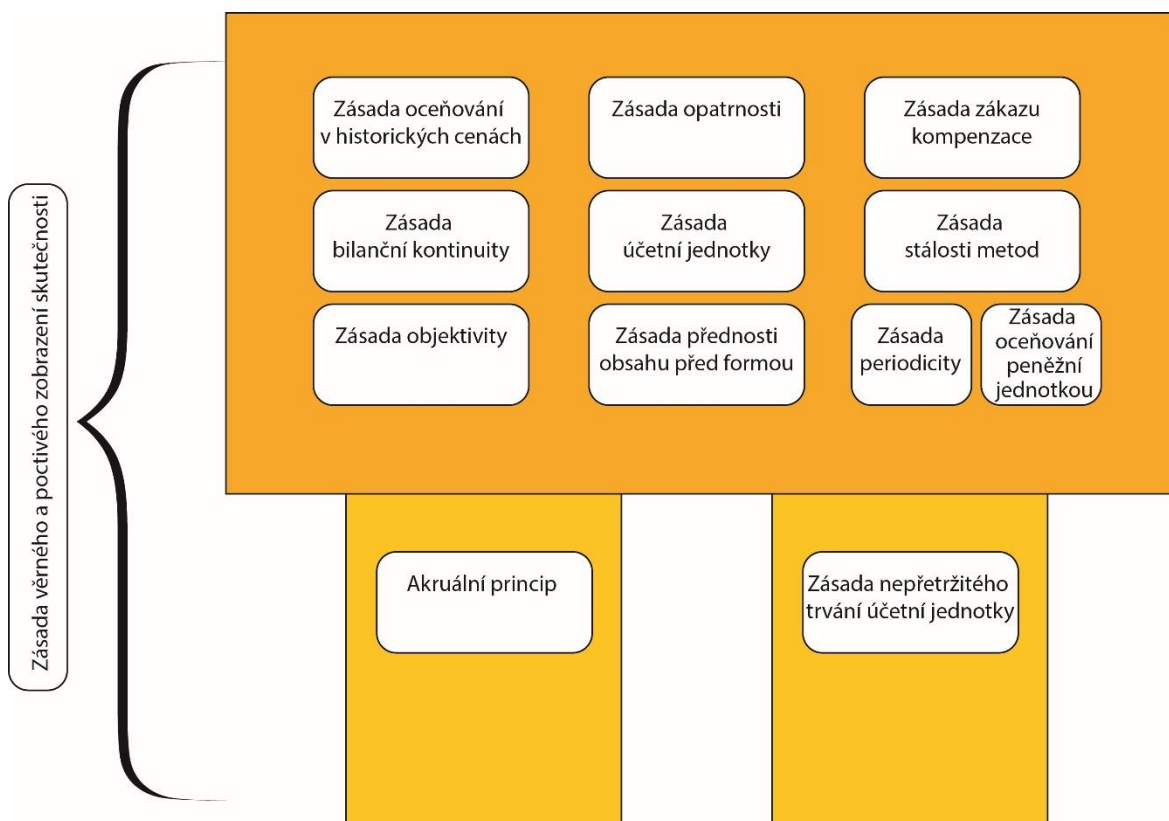 Zásada věrného a poctivého zobrazení skutečnosti
Zásada oceňování
v historických cenách
Zásada opatrnosti
Zásada zákazu
kompenzace
Zásada
bilanční kontinuity
Zásada
účetní jednotky
Zásada
stálosti metod
Zásada objektivity
Zásada přednosti
obsahu před formou
Zásada
periodicity
Zásada
oceňování
peněžní
jednotkou
Akruální princip
Zásada nepřetržitého
trvání účetní jednotky